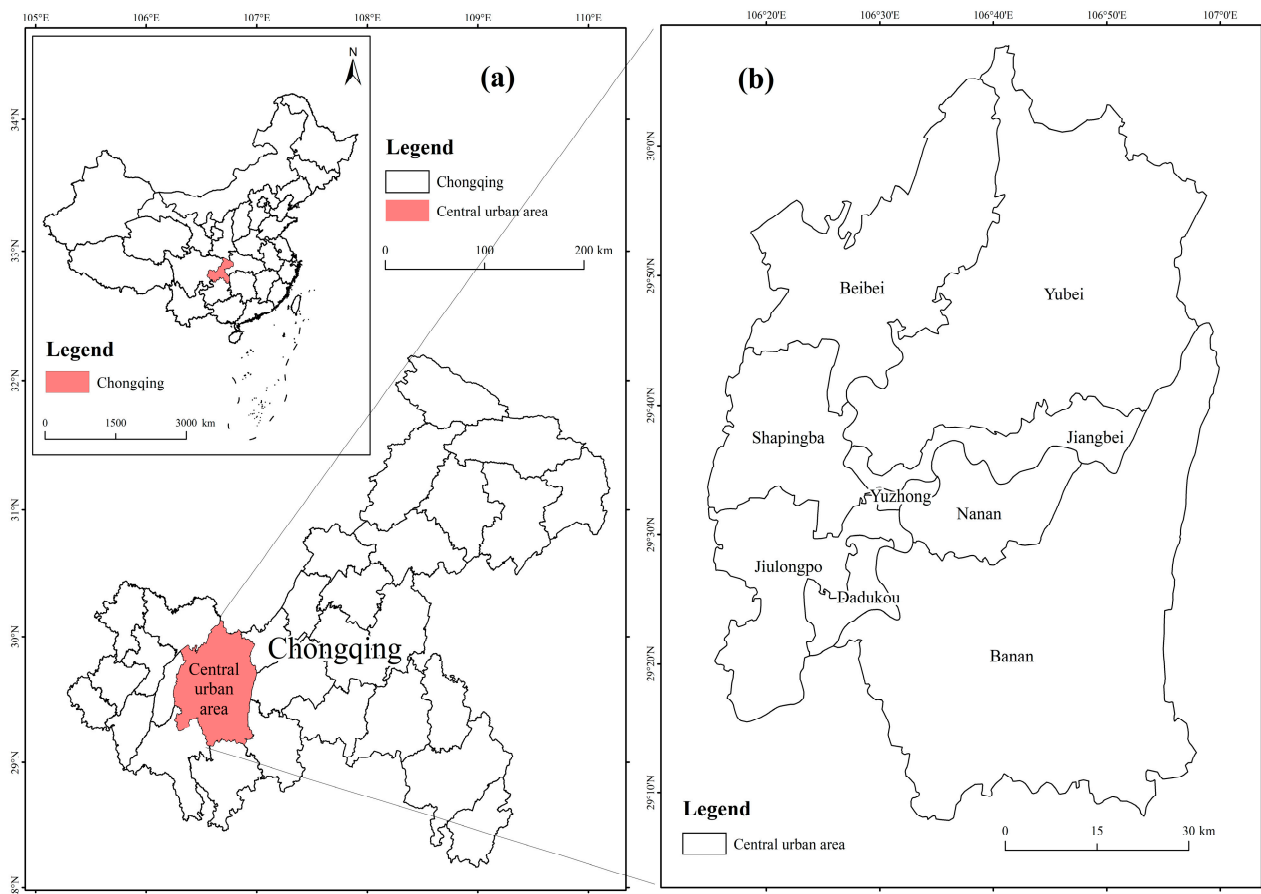 105°E 106°E 107°E 108°E 109°E 110°E
N
(a)
Legend
Chongqing
Central urban area
0 100 200 km
Legend
Chongqing
0 1500 3000 km
34°N
33°N
32°N
31°N
30°N
29°N
28°N
Chongqing
Central
urban
area
106°20'E 106°30'E 106°40'E 106°50'E 107°0'E
(b)
30°0'N
29°50'N
29°40'N
29°30'N
29°20'N
29°10'N
Beibei
Yubei
Shapingba
Jiangbei
Yuzhong
Nanan
Jiulongpo
Dadukou
Banan
Legend
Central urban area
0 15 30 km